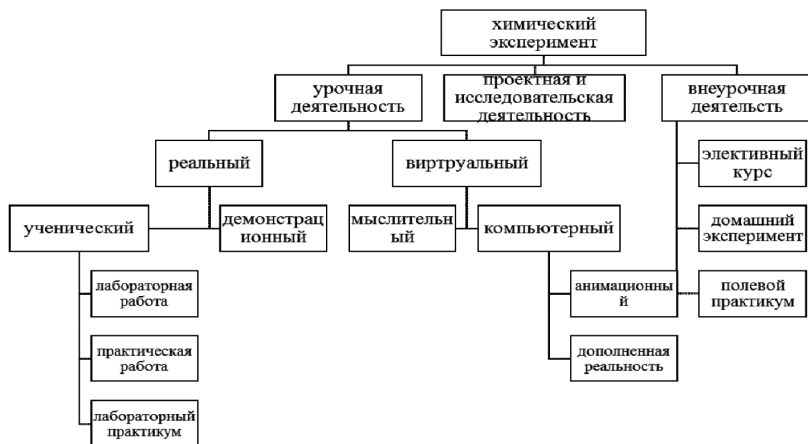 химический
эксперимент
урочная
деятельность
проектная и
исследовательская
деятельность
внеурочная
деятельсть
реальный
виртуальный
элективный
курс
ученический
демонстрац
ионный
мыслительн
ый
компьютерный
домашний
эксперимент
лабораторная
работа
анимационны
й
полевой
практикум
практическая
работа
дополненная
реальность
лабораторный
практикум